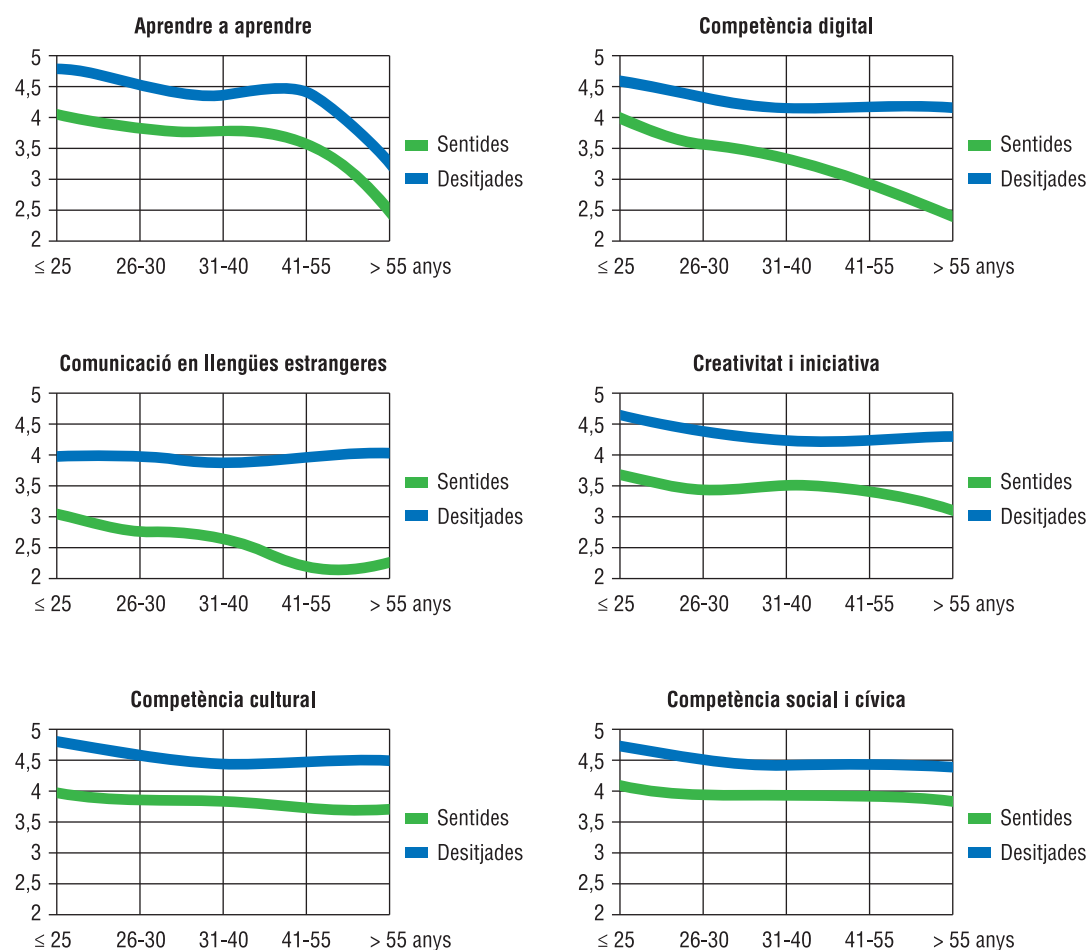 Aprendre a aprendre
5
4,5
4
3,5
3
2,5
2
≤ 25 26-30 31-40 41-55 > 55 anys
Sentides
Desitjades
Competència digital
5
4,5
4
3,5
3
2,5
2
≤ 25 26-30 31-40 41-55 > 55 anys
Sentides
Desitjades
Comunicació en llengües estrangeres
5
4,5
4
3,5
3
2,5
2
≤ 25 26-30 31-40 41-55 > 55 anys
Sentides
Desitjades
Creativitat i iniciativa
5
4,5
4
3,5
3
2,5
2
≤ 25 26-30 31-40 41-55 > 55 anys
Sentides
Desitjades
Competència cultural
5
4,5
4
3,5
3
2,5
2
≤ 25 26-30 31-40 41-55 > 55 anys
Sentides
Desitjades
Competència social i cívica
5
4,5
4
3,5
3
2,5
2
≤ 25 26-30 31-40 41-55 > 55 anys
Sentides
Desitjades